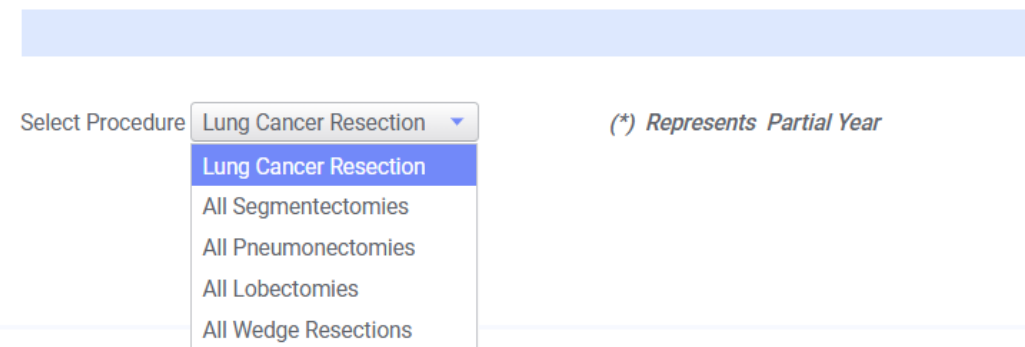 Select Procedure Lung Cancer Resection (*) Represents Partial Year
Lung Cancer Resection
All Segmentectomies
All Pneumonectomies
All Lobectomies
All Wedge Resections